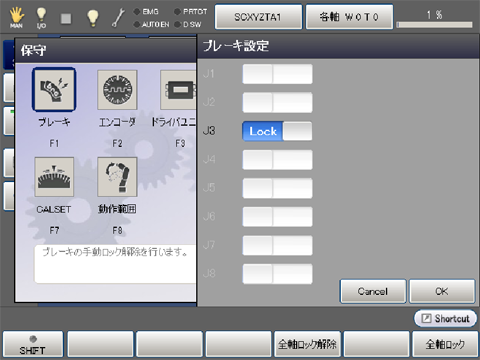 MAN
I/O
EMG
AUTO EN
PRTOT
D SW
SCXYZTA1
各軸 W0T0
1 %
保守
ブレーキ
エンコーダ
ドライバユニ
F1
F2
F3
CALSET
動作範囲
F7
F8
ブレーキの手動ロック解除を行います。
ブレーキ設定
J1
J2
J3
Lock
J4
J5
J6
J7
J8
Cancel
OK
Shortcut
SHIFT
全軸ロック解除
全軸ロック